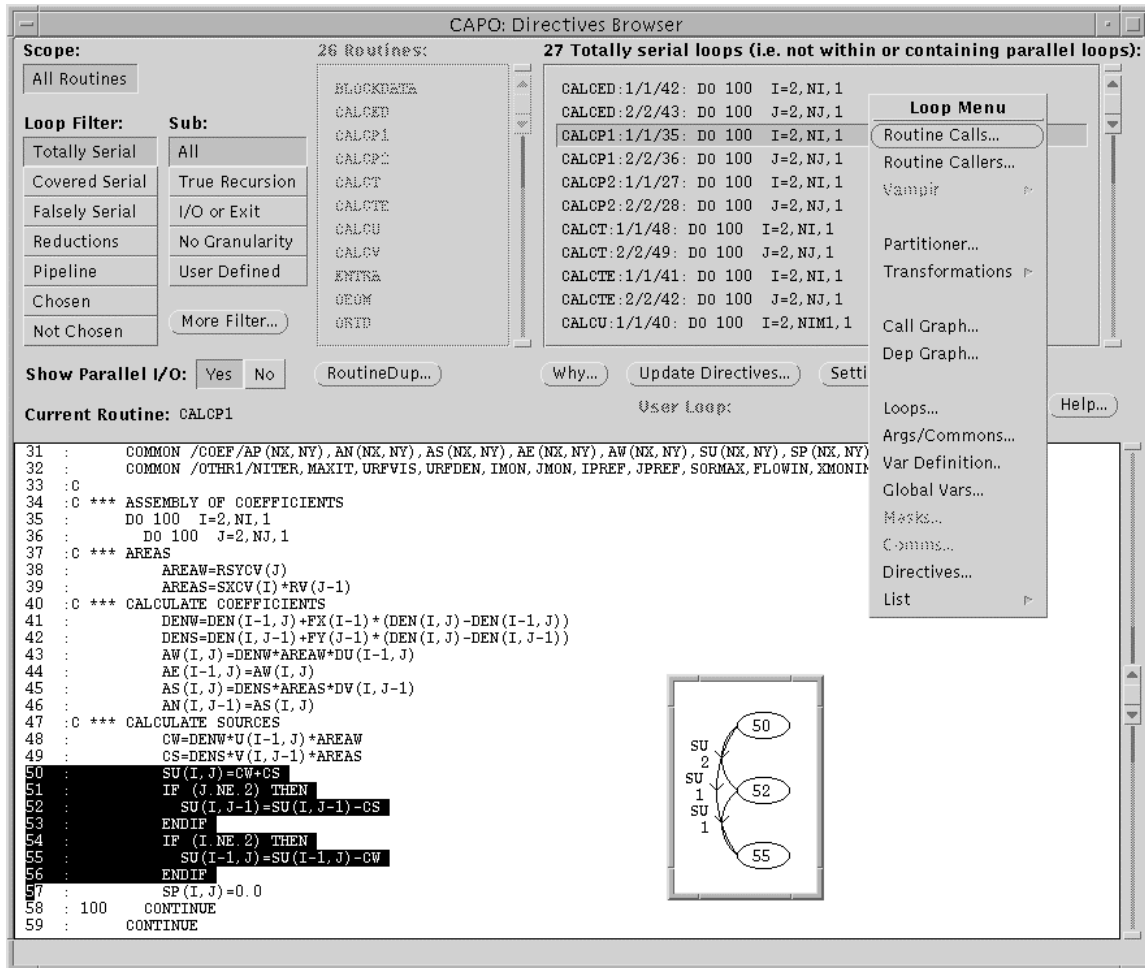 CAPO: Directives Browser
Scope:
All Routines
Loop Filter:
Totally Serial
Covered Serial
Falsely Serial
Reductions
Pipeline
Chosen
Not Chosen
Sub:
All
True Recursion
I/O or Exit
No Granularity
User Defined
More Filter...
26 Routines:
BLOCKDATA
CALCED
CALCP1
CALCP2
CALCT
CALCTE
CALCU
CALCV
ENTRA
GEOM
GRID
27 Totally serial loops (i.e. not within or containing parallel loops):
CALCED:1/1/42: DO 100 I=2,NI,1
CALCED:2/2/43: DO 100 J=2,NJ,1
CALCP1:1/1/35: DO 100 I=2,NI,1
CALCP1:2/2/36: DO 100 J=2,NJ,1
CALCP2:1/1/27: DO 100 I=2,NI,1
CALCP2:2/2/28: DO 100 J=2,NJ,1
CALCT:1/1/48: DO 100 I=2,NI,1
CALCT:2/2/49: DO 100 J=2,NJ,1
CALCTE:1/1/41: DO 100 I=2,NI,1
CALCTE:2/2/42: DO 100 J=2,NJ,1
CALCU:1/1/40: DO 100 I=2,NIM1,1
Loop Menu
Routine Calls...
Routine Callers...
Vampir
Partitioner...
Transformations
Call Graph...
Dep Graph...
Loops...
Args/Commons...
Var Definition..
Global Vars...
Masks...
Comms...
Directives...
List
Show Parallel I/O: Yes No
RoutineDup...
Why...
Update Directives...
Setti
User Loop:
Help...
Current Routine: CALCP1
31 : COMMON /COEF/AP(NX,NY),AN(NX,NY),AS(NX,NY),AE(NX,NY),AW(NX,NY),SU(NX,NY),SP(NX,NY)
32 : COMMON /OTHR1/NITER,MAXIT,URFVIS,URFDEN,IMON,JMON,IPREF,JPREF,SORMAX,FLOWIN,XMONIN
33 :C
34 :C *** ASSEMBLY OF COEFFICIENTS
35 : DO 100 I=2,NI,1
36 : DO 100 J=2,NJ,1
37 :C *** AREAS
38 : AREAW=RSYCV(J)
39 : AREAS=SXCV(I)*RV(J-1)
40 :C *** CALCULATE COEFFICIENTS
41 : DENW=DEN(I-1,J)+FX(I-1)*(DEN(I,J)-DEN(I-1,J))
42 : DENS=DEN(I,J-1)+FY(J-1)*(DEN(I,J)-DEN(I,J-1))
43 : AW(I,J)=DENW*AREAW*DU(I-1,J)
44 : AE(I-1,J)=AW(I,J)
45 : AS(I,J)=DENS*AREAS*DV(I,J-1)
46 : AN(I,J-1)=AS(I,J)
47 :C *** CALCULATE SOURCES
48 : CW=DENW*U(I-1,J)*AREAW
49 : CS=DENS*V(I,J-1)*AREAS
50 : SU(I,J)=CW+CS
51 : IF (J.NE.2) THEN
52 : SU(I,J-1)=SU(I,J-1)-CS
53 : ENDIF
54 : IF (I.NE.2) THEN
55 : SU(I-1,J)=SU(I-1,J)-CW
56 : ENDIF
57 : SP(I,J)=0.0
58 : 100 CONTINUE
59 : CONTINUE
50
SU
2
SU
1
52
SU
1
55